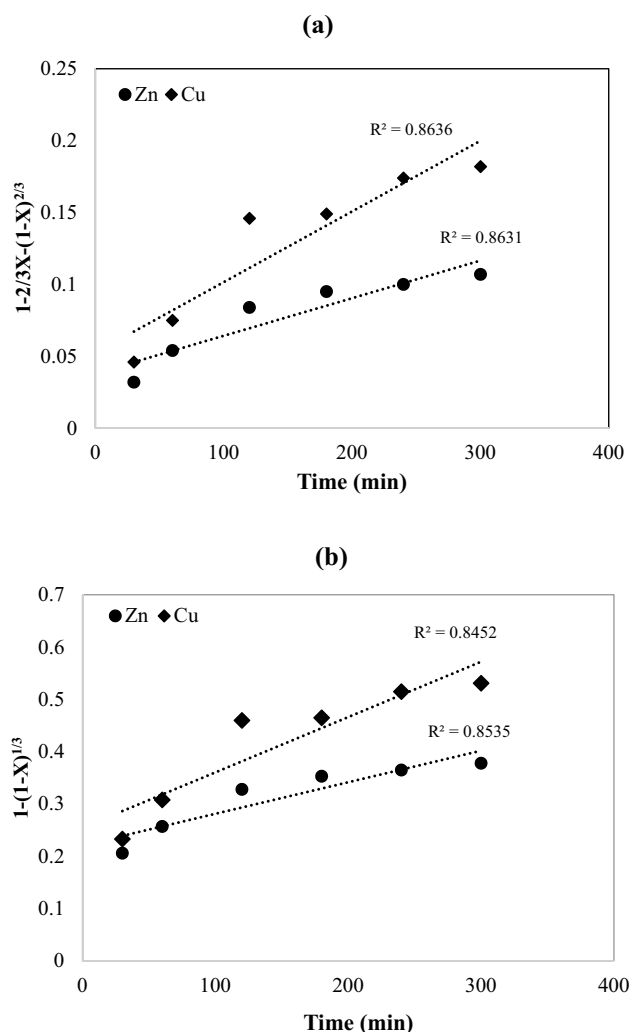 (a)
0.25
Zn Cu
R² = 0.8636
0.2
0.15
R² = 0.8631
0.1
0.05
0
1-2/3X-(1-X)^2/3
0 100 200 300 400
Time (min)
(b)
0.7
Zn Cu
R² = 0.8452
0.6
0.5
R² = 0.8535
0.4
0.3
0.2
0.1
0
1-(1-X)^1/3
0 100 200 300 400
Time (min)